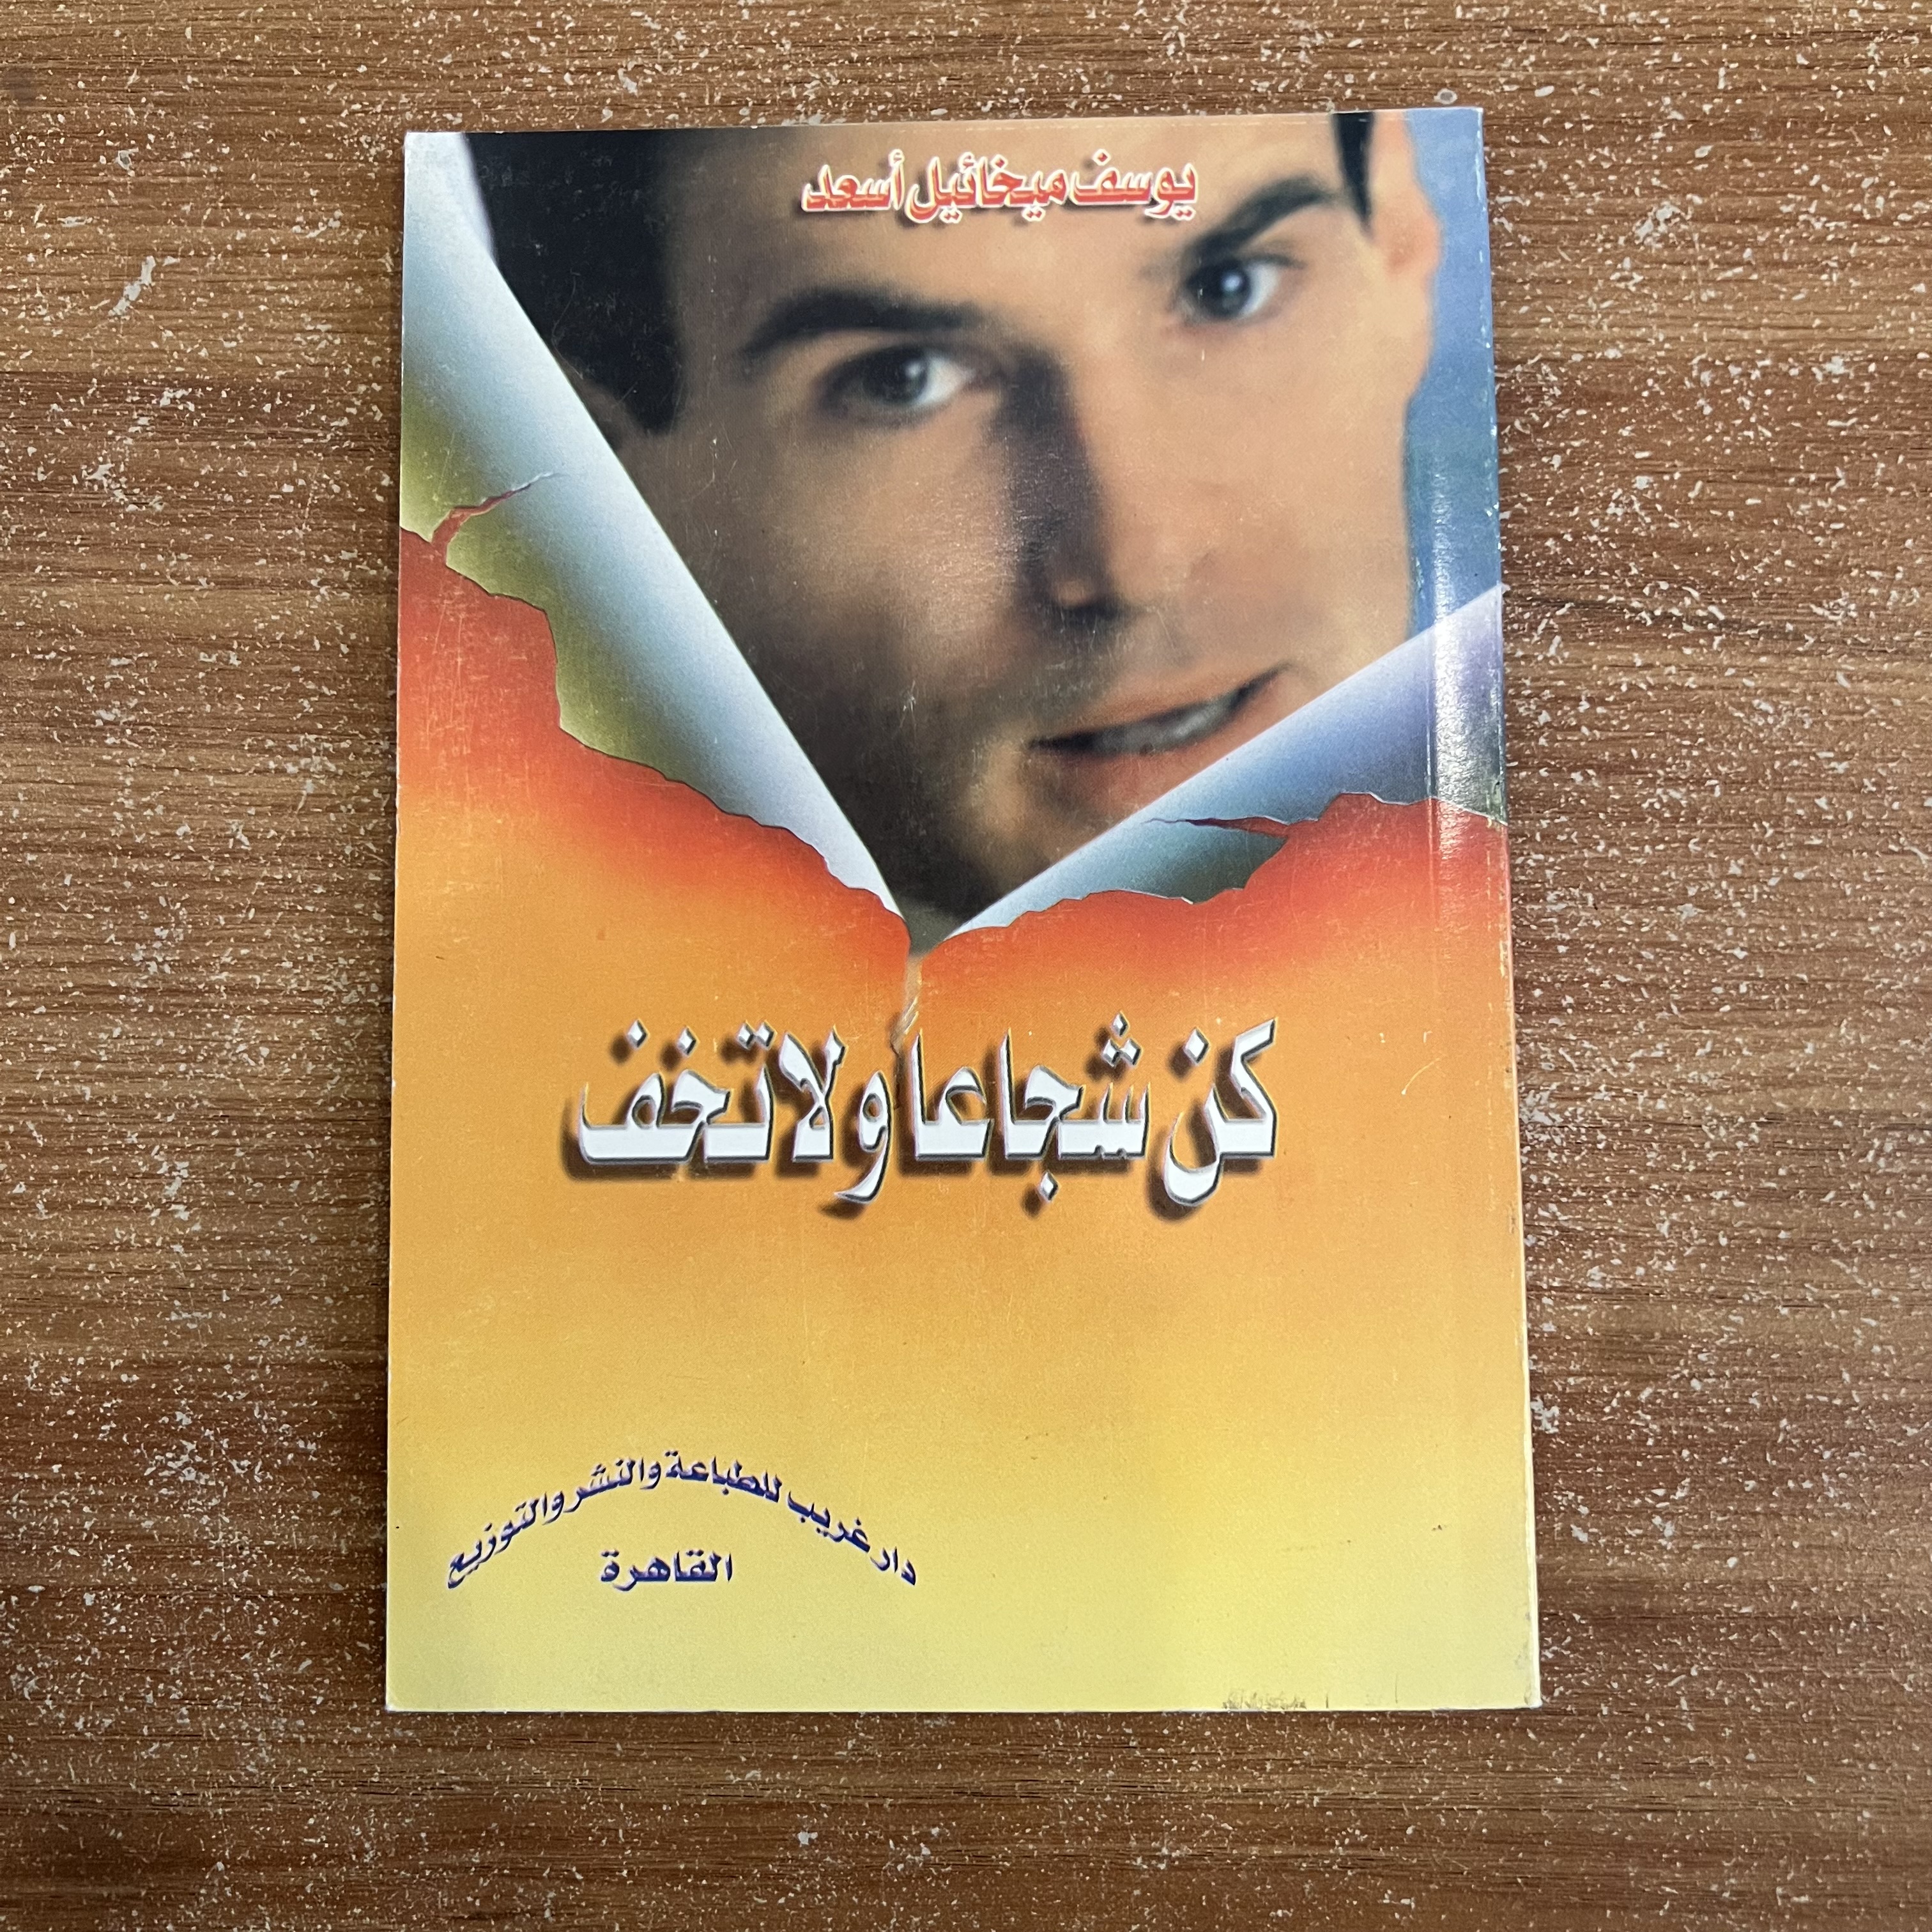 يوسف ميخائيل أسعد
كن شجاعاً ولا تخف
دار غريب للطباعة والنشر والتوزيع
القاهرة